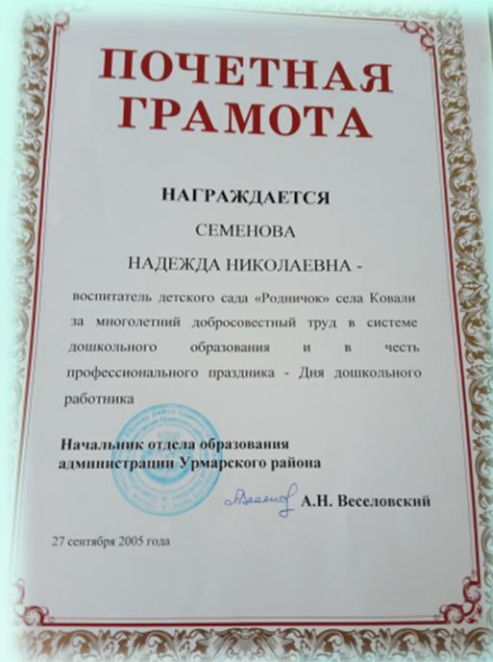 ПОЧЕТНАЯ
ГРАМОТА
НАГРАЖДАЕТСЯ
СЕМЕНОВА
НАДЕЖДА НИКОЛАЕВНА -
воспитатель детского сада «Родничок» села Ковали
за многолетний добросовестный труд в системе
дошкольного образования и в честь
профессионального праздника - Дня дошкольного
работника
Начальник отдела образования
администрации Урмарского района
А.Н. Веселовский
27 сентября 2005 года